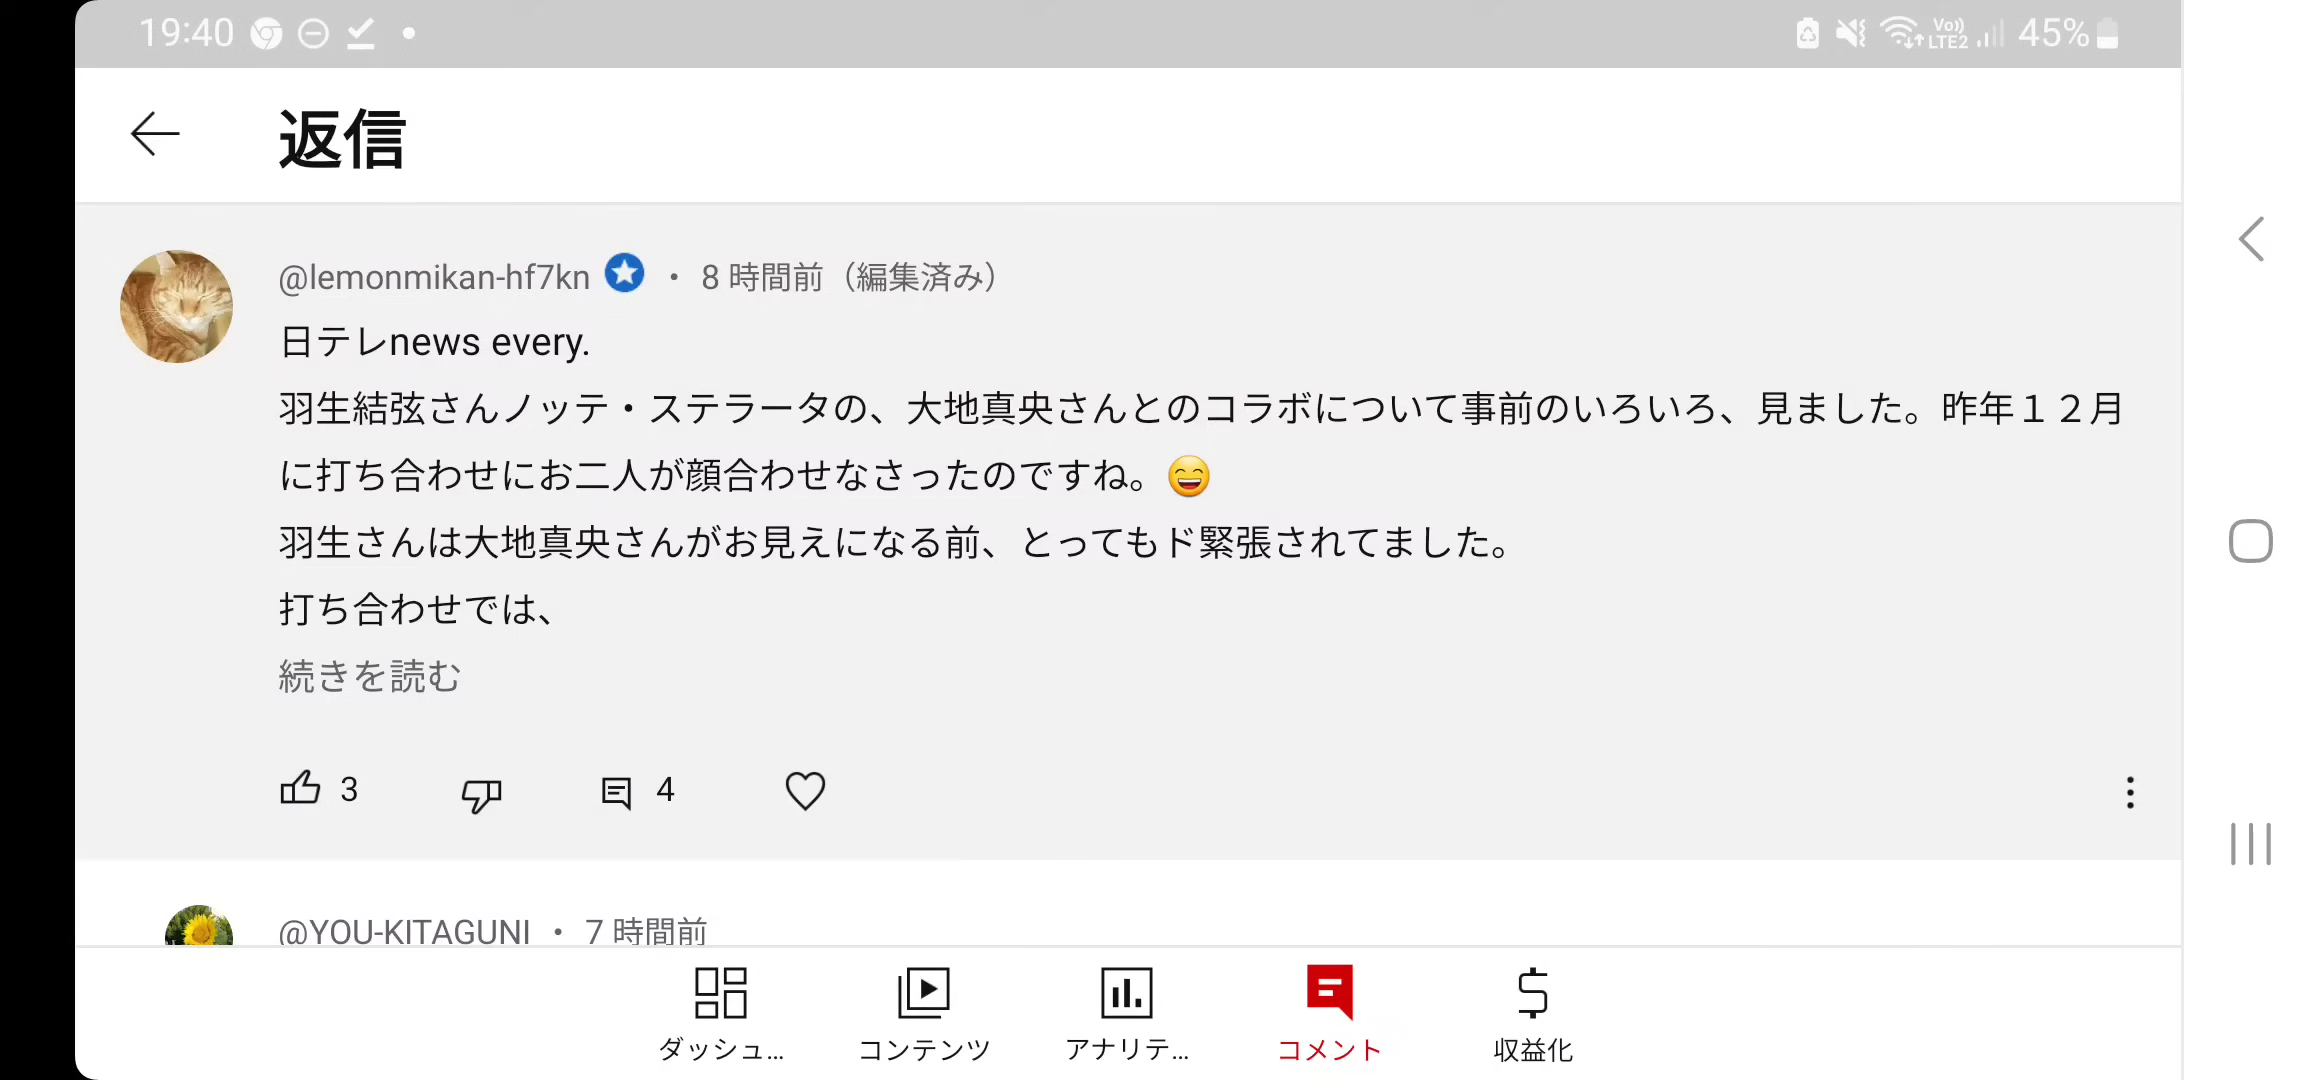 19:40
Vo))
LTE2
45%
返信
@lemonmikan-hf7kn ・ 8 時間前（編集済み）
日テレnews every.
羽生結弦さんノッテ・ステラータの、大地真央さんとのコラボについて事前のいろいろ、見ました。昨年１２月
に打ち合わせにお二人が顔合わせなさったのですね。😄
羽生さんは大地真央さんがお見えになる前、とってもド緊張されてました。
打ち合わせでは、
続きを読む
3
4
@YOU-KITAGUNI ・ 7 時間前
ダッシュ...
コンテンツ
アナリテ...
コメント
収益化